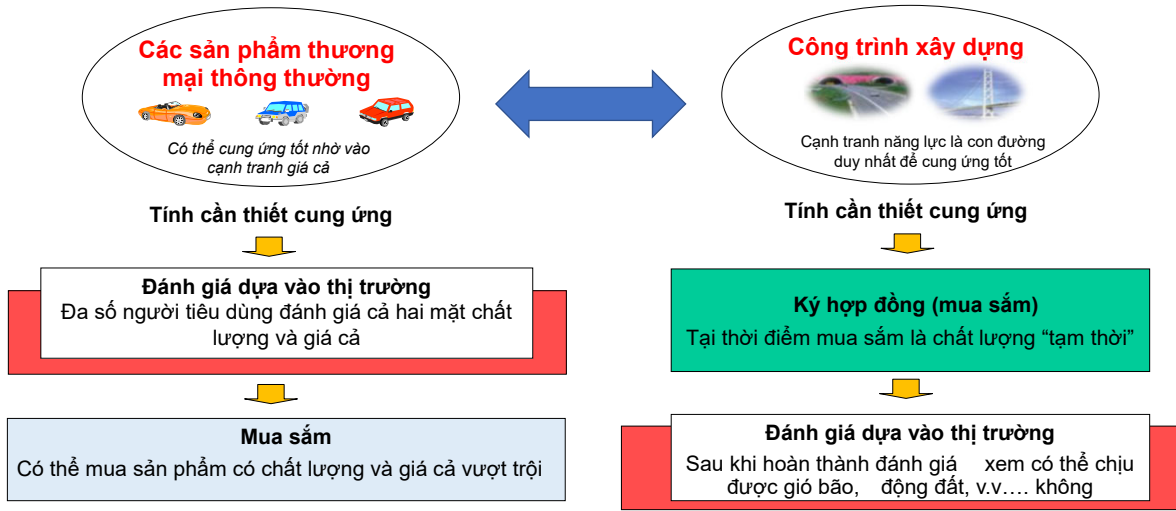 Các sản phẩm thương
mại thông thường
Có thể cung ứng tốt nhờ vào
cạnh tranh giá cả
Tính cần thiết cung ứng
Đánh giá dựa vào thị trường
Đa số người tiêu dùng đánh giá cả hai mặt chất
lượng và giá cả
Mua sắm
Có thể mua sản phẩm có chất lượng và giá cả vượt trội
Công trình xây dựng
Cạnh tranh năng lực là con đường
duy nhất để cung ứng tốt
Tính cần thiết cung ứng
Ký hợp đồng (mua sắm)
Tại thời điểm mua sắm là chất lượng “tạm thời”
Đánh giá dựa vào thị trường
Sau khi hoàn thành đánh giá xem có thể chịu
được gió bão, động đất, v.v…. không